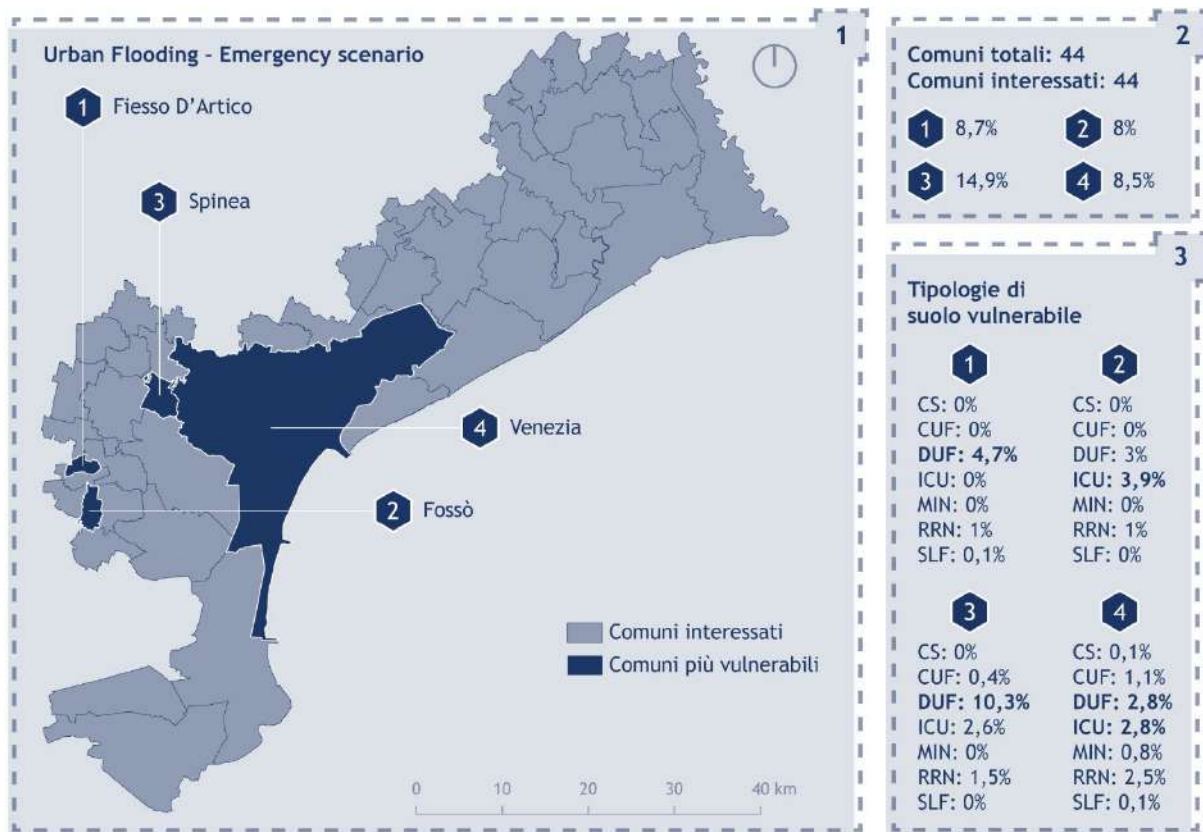 1
Urban Flooding - Emergency scenario
1 Fiesso D'Artico
3 Spinea
4 Venezia
2 Fossò
Comuni interessati
Comuni più vulnerabili
0 10 20 30 40 km
2
Comuni totali: 44
Comuni interessati: 44
1 8,7% 2 8%
3 14,9% 4 8,5%
3
Tipologie di
suolo vulnerabile
1
CS: 0%
CUF: 0%
DUF: 4,7%
ICU: 0%
MIN: 0%
RRN: 1%
SLF: 0,1%
2
CS: 0%
CUF: 0%
DUF: 3%
ICU: 3,9%
MIN: 0%
RRN: 1%
SLF: 0%
3
CS: 0%
CUF: 0,4%
DUF: 10,3%
ICU: 2,6%
MIN: 0%
RRN: 1,5%
SLF: 0%
4
CS: 0,1%
CUF: 1,1%
DUF: 2,8%
ICU: 2,8%
MIN: 0,8%
RRN: 2,5%
SLF: 0,1%